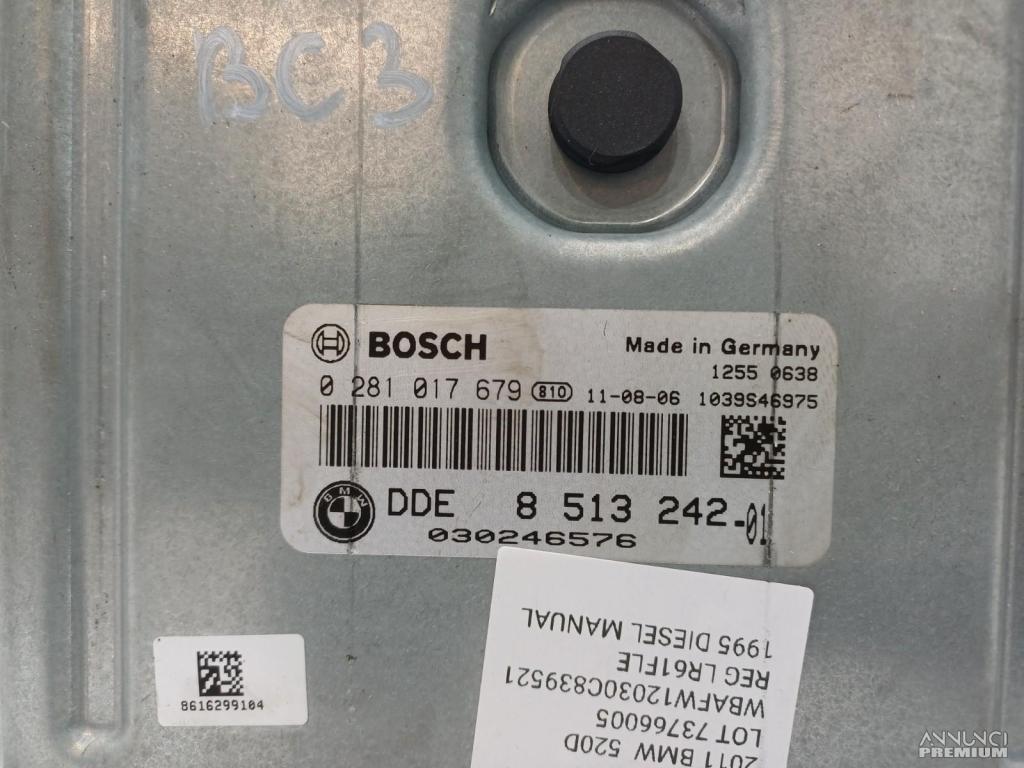 BC3
BOSCH
Made in Germany
1255 0638
0 281 017 679 810 11-08-06 1039S46975
BMW
DDE 8 513 242-01
030246576
8616299104
2011 BMW 520D
LOT 73766005
WBAFW12030C839521
REG LR61FLE
1995 DIESEL MANUAL
ANNUNCI
PREMIUM